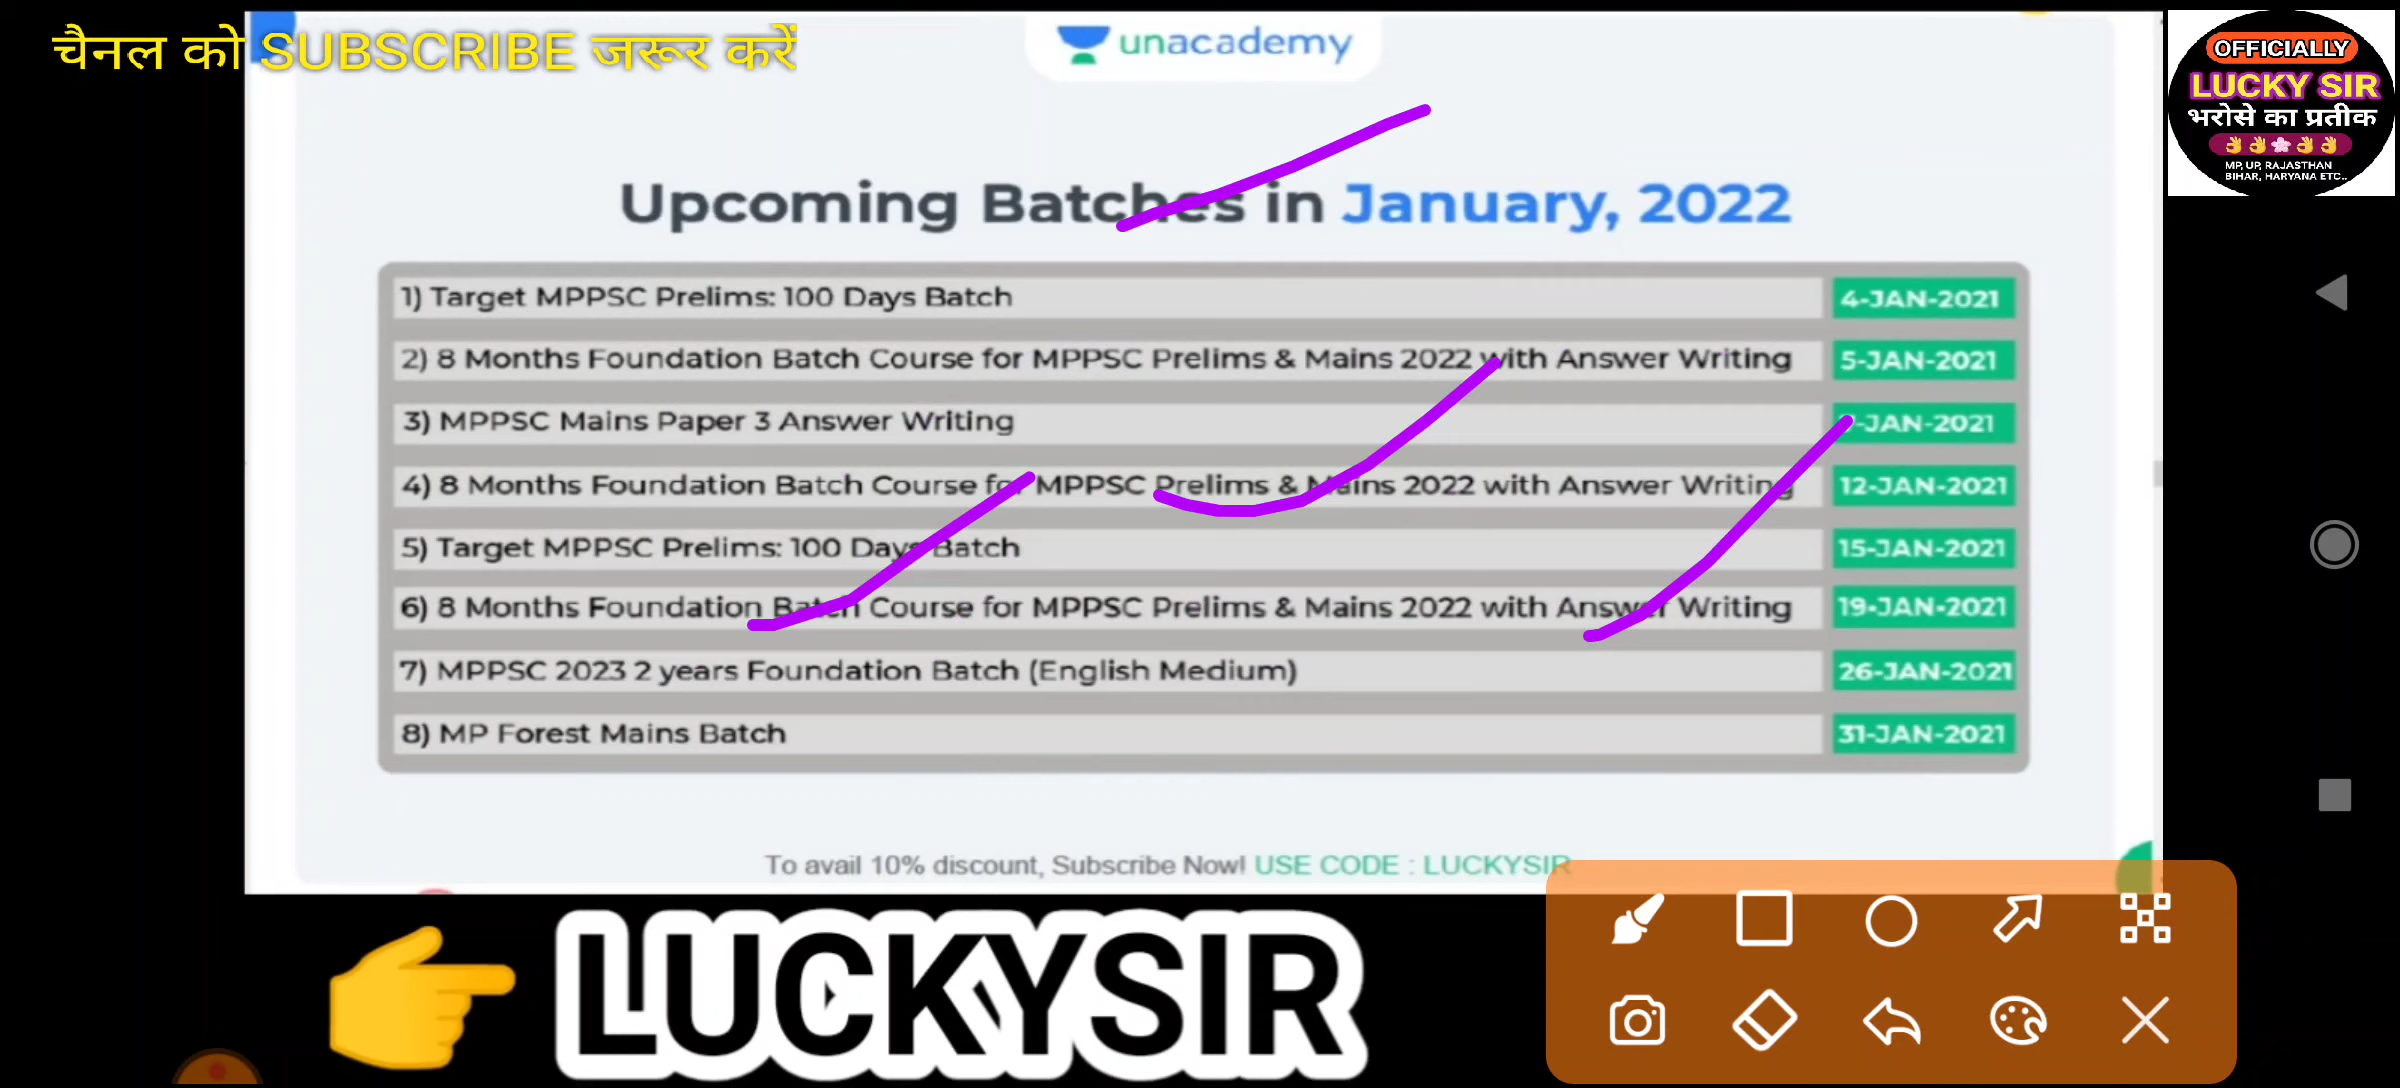 चैनल को SUBSCRIBE जरूर करें
unacademy
OFFICIALLY
LUCKY SIR
भरोसे का प्रतीक
MP, UP, RAJASTHAN
BIHAR, HARYANA ETC..
Upcoming Batches in January, 2022
1) Target MPPSC Prelims: 100 Days Batch 4-JAN-2021
2) 8 Months Foundation Batch Course for MPPSC Prelims & Mains 2022 with Answer Writing 5-JAN-2021
3) MPPSC Mains Paper 3 Answer Writing -JAN-2021
4) 8 Months Foundation Batch Course for MPPSC Prelims & Mains 2022 with Answer Writing 12-JAN-2021
5) Target MPPSC Prelims: 100 Days Batch 15-JAN-2021
6) 8 Months Foundation Batch Course for MPPSC Prelims & Mains 2022 with Answer Writing 19-JAN-2021
7) MPPSC 2023 2 years Foundation Batch (English Medium) 26-JAN-2021
8) MP Forest Mains Batch 31-JAN-2021
To avail 10% discount, Subscribe Now! USE CODE : LUCKYSIR
LUCKYSIR